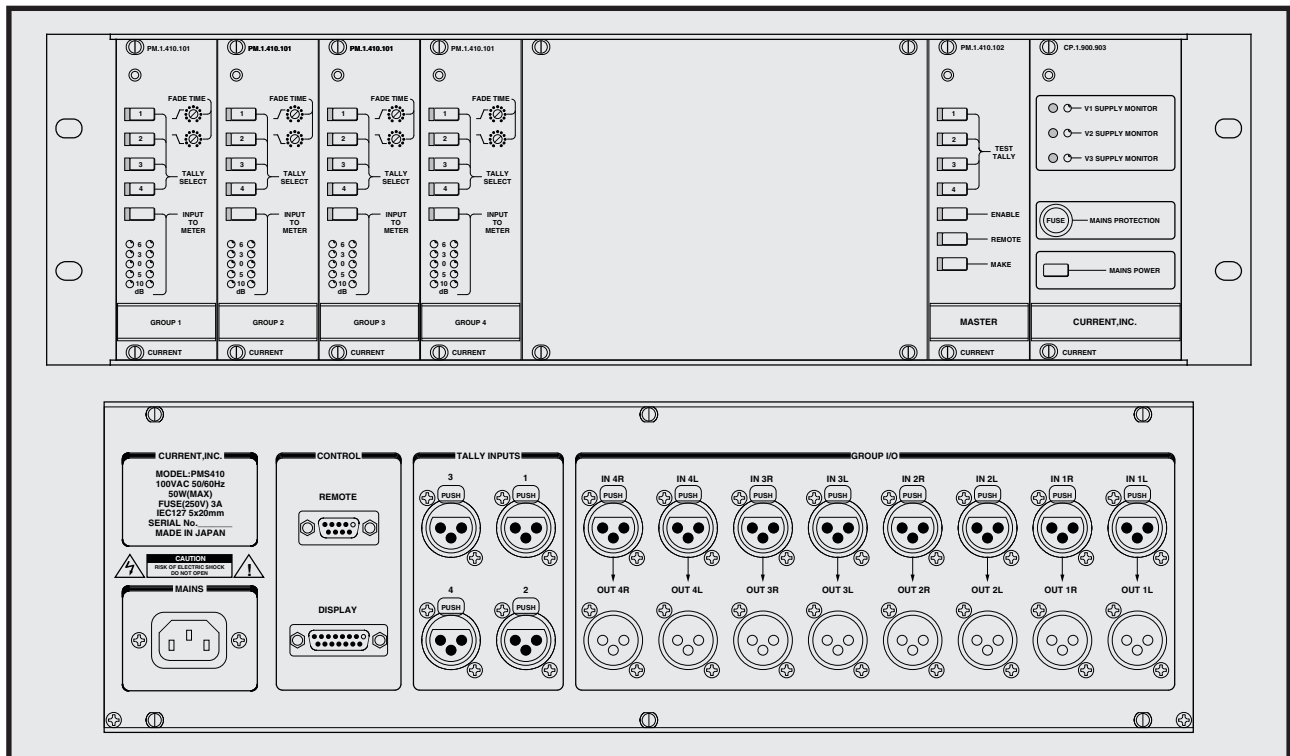 PM.1.410.101
PM.1.410.101
PM.1.410.101
PM.1.410.101
PM.1.410.102
CP.1.900.903
FADE TIME
1
2
3
4
TALLY
SELECT
INPUT
TO
METER
6
3
0
5
10
dB
GROUP 1
CURRENT
FADE TIME
1
2
3
4
TALLY
SELECT
INPUT
TO
METER
6
3
0
5
10
dB
GROUP 2
CURRENT
FADE TIME
1
2
3
4
TALLY
SELECT
INPUT
TO
METER
6
3
0
5
10
dB
GROUP 3
CURRENT
FADE TIME
1
2
3
4
TALLY
SELECT
INPUT
TO
METER
6
3
0
5
10
dB
GROUP 4
CURRENT
1
2
3
4
TEST
TALLY
ENABLE
REMOTE
MAKE
MASTER
CURRENT
V1 SUPPLY MONITOR
V2 SUPPLY MONITOR
V3 SUPPLY MONITOR
FUSE
MAINS PROTECTION
MAINS POWER
CURRENT,INC.
CURRENT
CURRENT,INC.
MODEL:PMS410
100VAC 50/60Hz
50W(MAX)
FUSE(250V) 3A
IEC127 5x20mm
SERIAL No.______
MADE IN JAPAN
CAUTION
RISK OF ELECTRIC SHOCK
DO NOT OPEN
!
MAINS
CONTROL
REMOTE
DISPLAY
TALLY INPUTS
3 1
PUSH PUSH
4 2
PUSH PUSH
GROUP I/O
IN 4R IN 4L IN 3R IN 3L IN 2R IN 2L IN 1R IN 1L
PUSH PUSH PUSH PUSH PUSH PUSH PUSH PUSH
OUT 4R OUT 4L OUT 3R OUT 3L OUT 2R OUT 2L OUT 1R OUT 1L